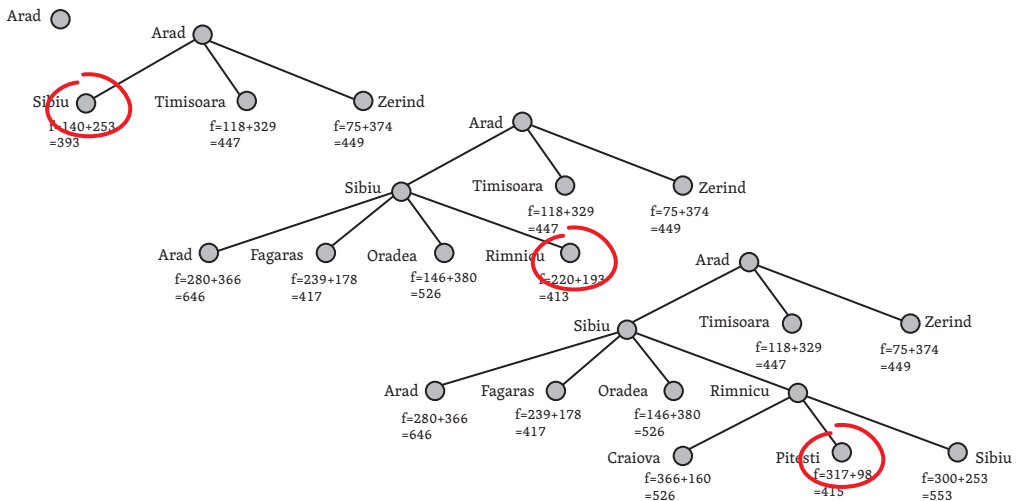 Arad
Arad
Sibiu
Timisoara
Zerind
f=140+253
=393
f=118+329
=447
f=75+374
=449
Arad
Sibiu
Timisoara
Zerind
f=118+329
=447
f=75+374
=449
Arad
Fagaras
Oradea
Rimnicu
f=280+366
=646
f=239+178
=417
f=146+380
=526
f=220+193
=413
Arad
Sibiu
Timisoara
Zerind
f=118+329
=447
f=75+374
=449
Arad
Fagaras
Oradea
Rimnicu
f=280+366
=646
f=239+178
=417
f=146+380
=526
Craiova
Pitesti
Sibiu
f=366+160
=526
f=317+98
=415
f=300+253
=553